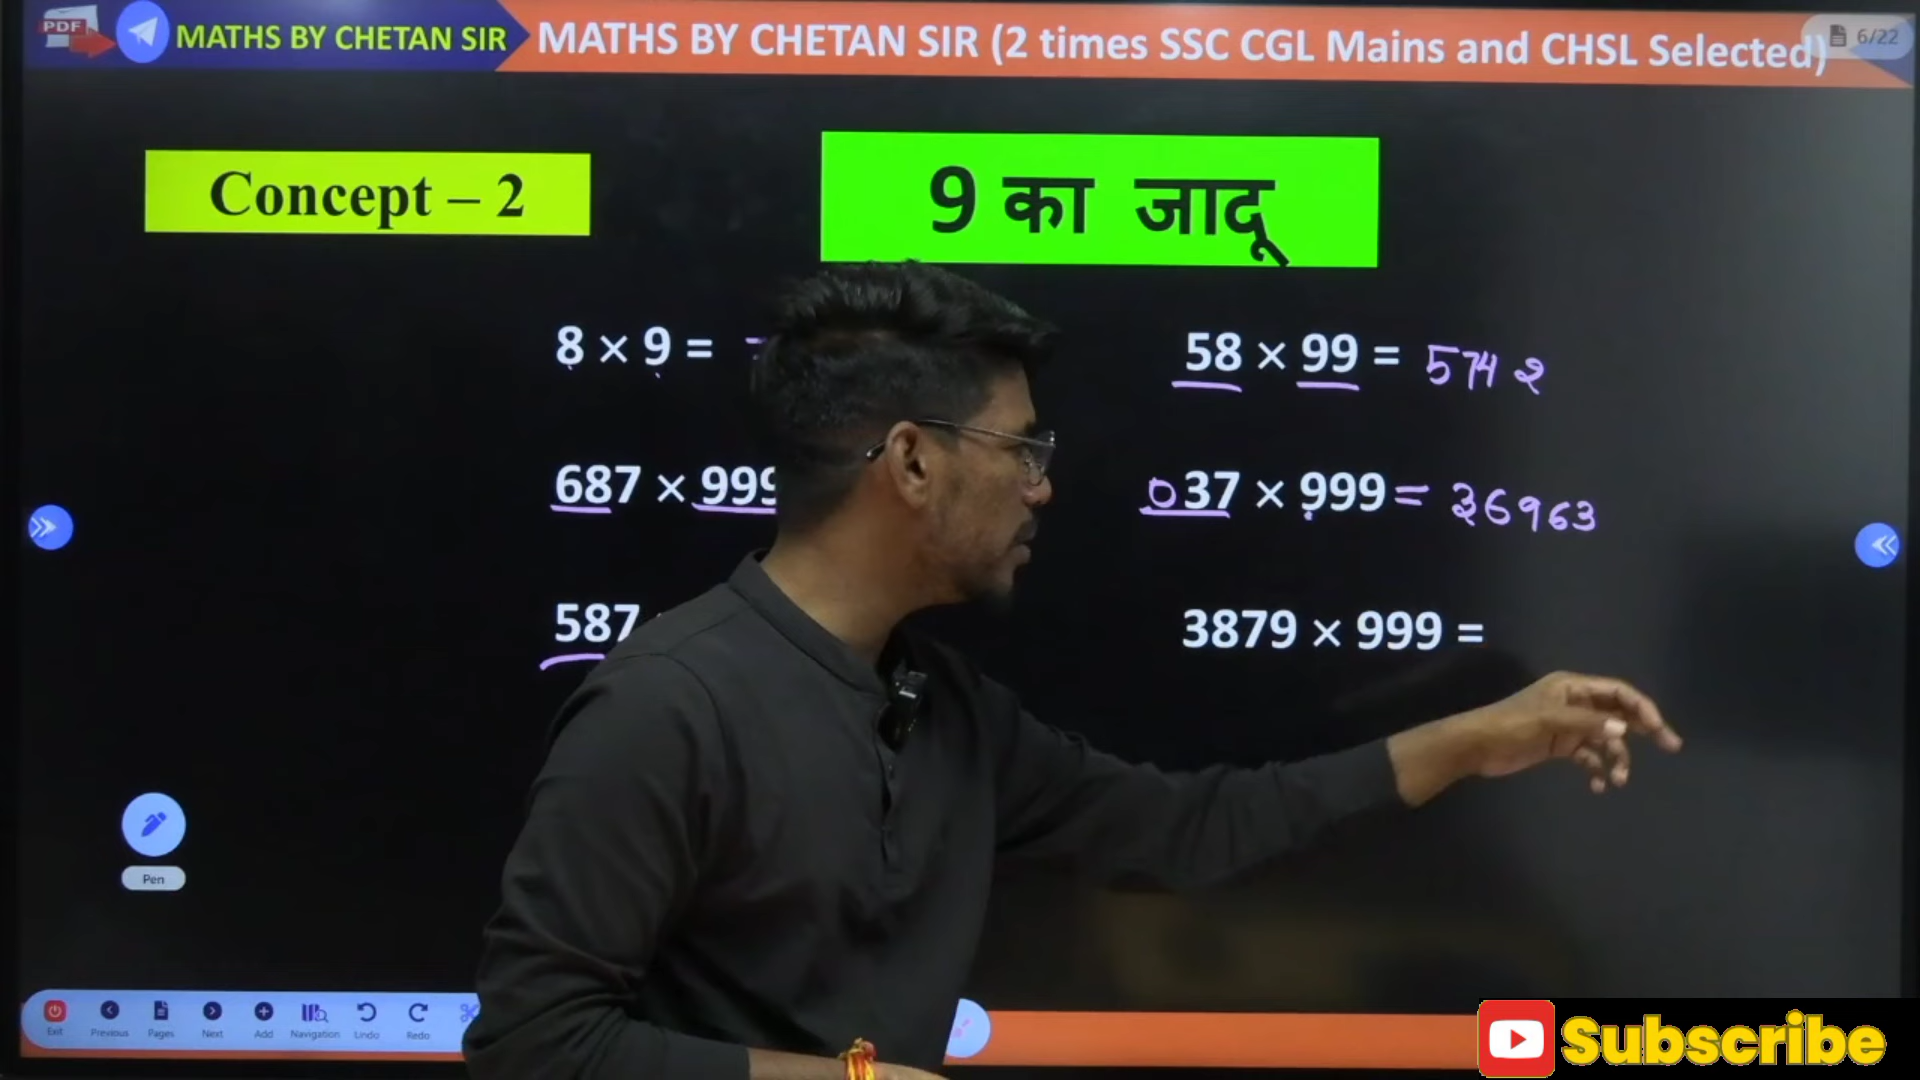 PDF
MATHS BY CHETAN SIR
MATHS BY CHETAN SIR (2 times SSC CGL Mains and CHSL Selected)
6/22
Concept – 2
9 का जादू
8 × 9 =
58 × 99 = 5742
687 × 999
037 × 999 = 36963
587
3879 × 999 =
Pen
Exit
Previous
Pages
Next
Add
Navigation
Undo
Redo
Subscribe